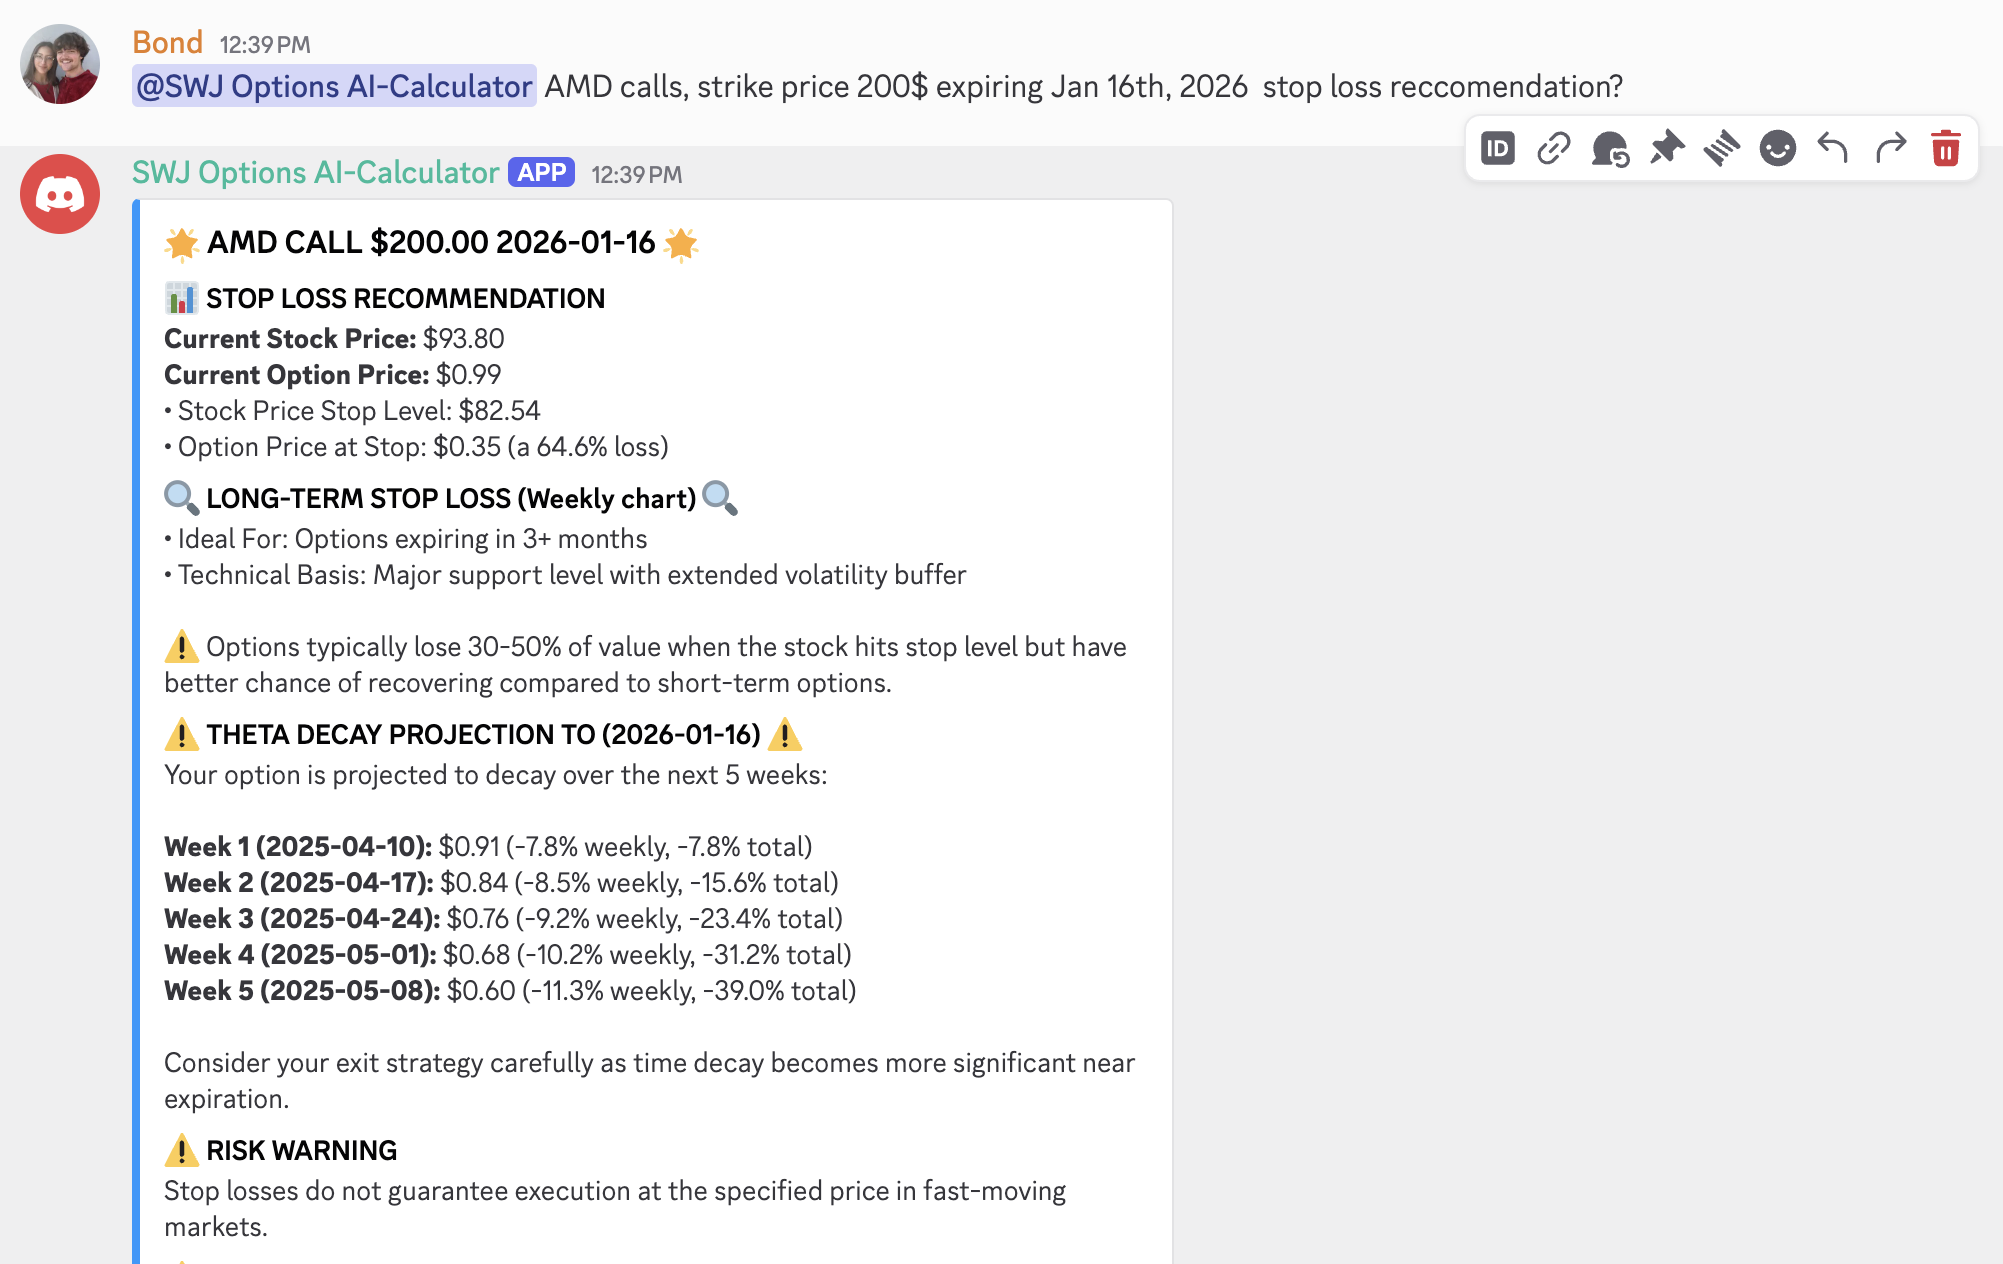 Bond 12:39 PM
@SWJ Options AI-Calculator AMD calls, strike price 200$ expiring Jan 16th, 2026 stop loss reccomendation?
ID
SWJ Options AI-Calculator APP 12:39 PM
🌟 AMD CALL $200.00 2026-01-16 🌟
📊 STOP LOSS RECOMMENDATION
Current Stock Price: $93.80
Current Option Price: $0.99
• Stock Price Stop Level: $82.54
• Option Price at Stop: $0.35 (a 64.6% loss)
🔍 LONG-TERM STOP LOSS (Weekly chart) 🔍
• Ideal For: Options expiring in 3+ months
• Technical Basis: Major support level with extended volatility buffer
⚠️ Options typically lose 30-50% of value when the stock hits stop level but have
better chance of recovering compared to short-term options.
⚠️ THETA DECAY PROJECTION TO (2026-01-16) ⚠️
Your option is projected to decay over the next 5 weeks:
Week 1 (2025-04-10): $0.91 (-7.8% weekly, -7.8% total)
Week 2 (2025-04-17): $0.84 (-8.5% weekly, -15.6% total)
Week 3 (2025-04-24): $0.76 (-9.2% weekly, -23.4% total)
Week 4 (2025-05-01): $0.68 (-10.2% weekly, -31.2% total)
Week 5 (2025-05-08): $0.60 (-11.3% weekly, -39.0% total)
Consider your exit strategy carefully as time decay becomes more significant near
expiration.
⚠️ RISK WARNING
Stop losses do not guarantee execution at the specified price in fast-moving
markets.